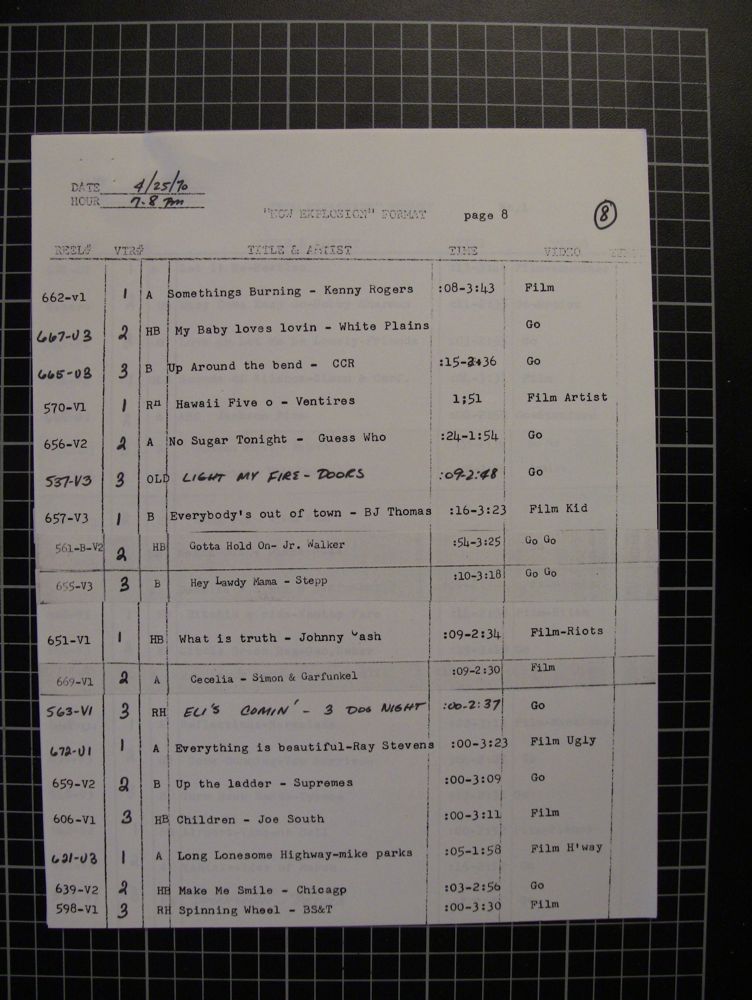 DATE 4/25/70
HOUR 7-8 PM
"NOW EXPLOSION" FORMAT page 8 8
REEL# VTR# TITLE & ARTIST TIME VIDEO
662-v1 1 A Somethings Burning - Kenny Rogers :08-3:43 Film
667-V3 2 HB My Baby loves lovin - White Plains Go
665-V3 3 B Up Around the bend - CCR :15-2:36 Go
570-V1 1 RH Hawaii Five o - Ventires 1;51 Film Artist
656-V2 2 A No Sugar Tonight - Guess Who :24-1:54 Go
537-V3 3 OLD LIGHT MY FIRE - DOORS :09-2:48 Go
657-V3 1 B Everybody's out of town - BJ Thomas :16-3:23 Film Kid
561-B-V2 2 HB Gotta Hold On- Jr. Walker :54-3:25 Go Go
655-V3 3 B Hey Lawdy Mama - Stepp :10-3:18 Go Go
651-V1 1 HB What is truth - Johnny Cash :09-2:34 Film-Riots
669-V1 2 A Cecelia - Simon & Garfunkel :09-2:30 Film
563-V1 3 RH ELI'S COMIN' - 3 DOG NIGHT :00-2:37 Go
672-V1 1 A Everything is beautiful-Ray Stevens :00-3:23 Film Ugly
659-V2 2 B Up the ladder - Supremes :00-3:09 Go
606-V1 3 HB Children - Joe South :00-3:11 Film
621-V3 1 A Long Lonesome Highway-mike parks :05-1:58 Film H'way
639-V2 2 HB Make Me Smile - Chicagp :03-2:56 Go
598-V1 3 RH Spinning Wheel - BS&T :00-3:30 Film